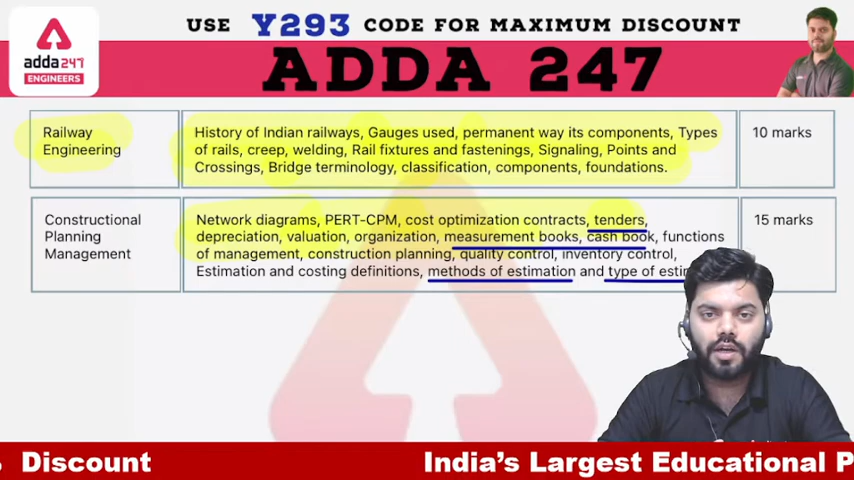 USE Y293 CODE FOR MAXIMUM DISCOUNT
adda247
ENGINEERS
ADDA 247
Railway
Engineering
History of Indian railways, Gauges used, permanent way its components, Types
of rails, creep, welding, Rail fixtures and fastenings, Signaling, Points and
Crossings, Bridge terminology, classification, components, foundations.
10 marks
Constructional
Planning
Management
Network diagrams, PERT-CPM, cost optimization contracts, tenders,
depreciation, valuation, organization, measurement books, cash book, functions
of management, construction planning, quality control, inventory control,
Estimation and costing definitions, methods of estimation and type of
15 marks
Discount
India's Largest Educational